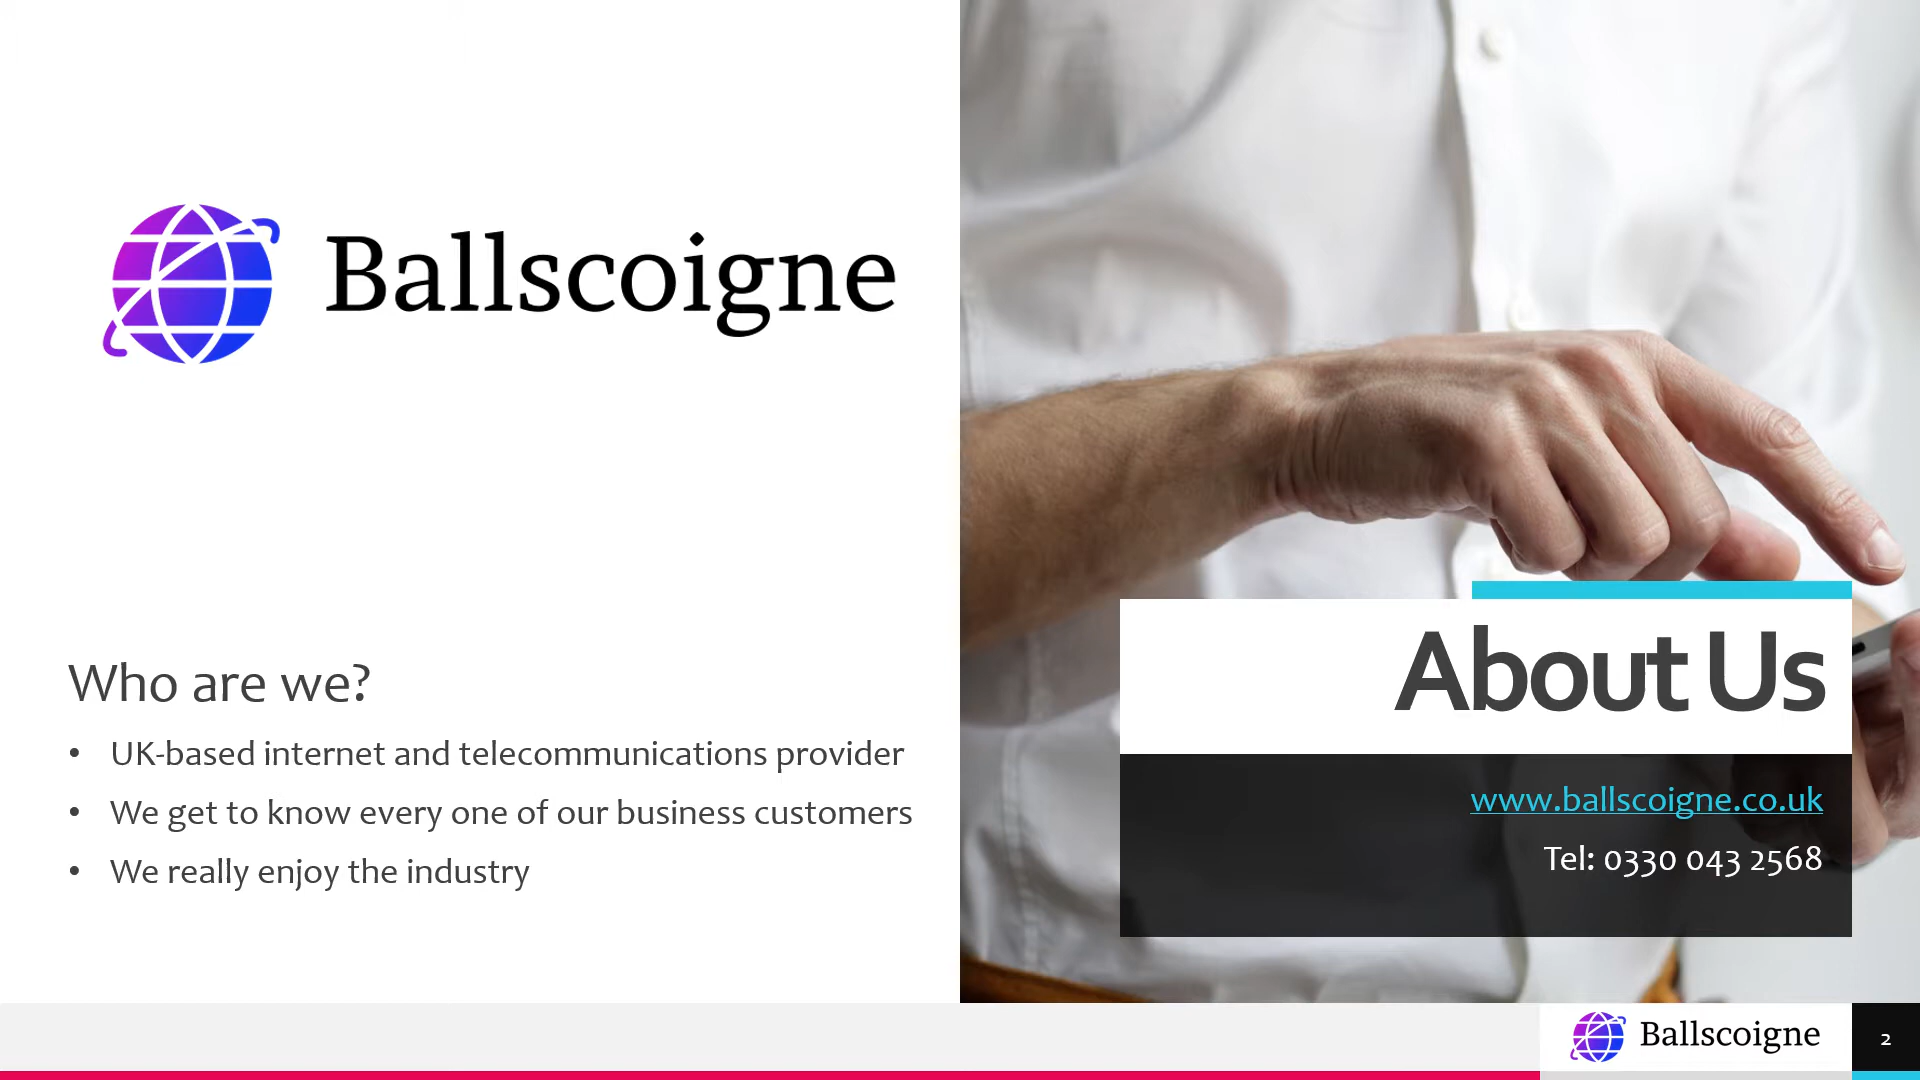 Ballscoigne
Who are we?
• UK-based internet and telecommunications provider
• We get to know every one of our business customers
• We really enjoy the industry
About Us
www.ballscoigne.co.uk
Tel: 0330 043 2568
Ballscoigne
2